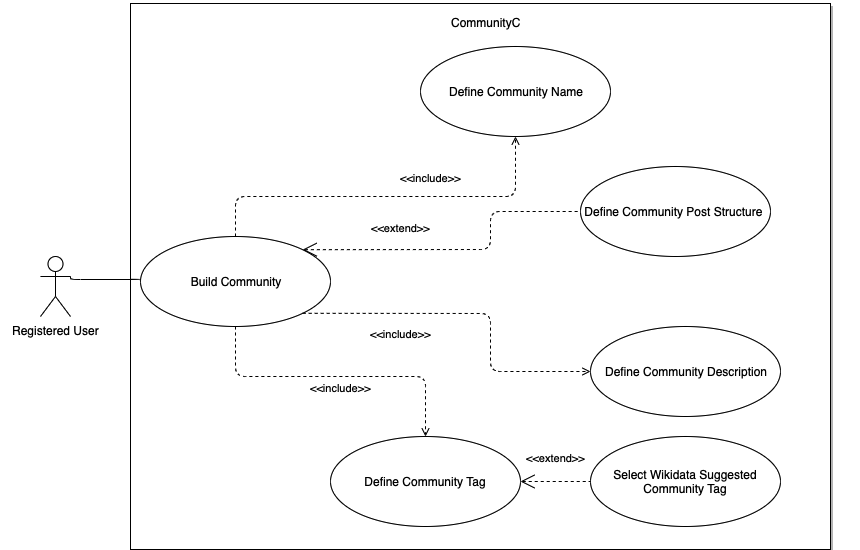 CommunityC
Define Community Name
<<include>>
Define Community Post Structure
<<extend>>
Build Community
Registered User
<<include>>
Define Community Description
<<include>>
<<extend>>
Select Wikidata Suggested
Community Tag
Define Community Tag